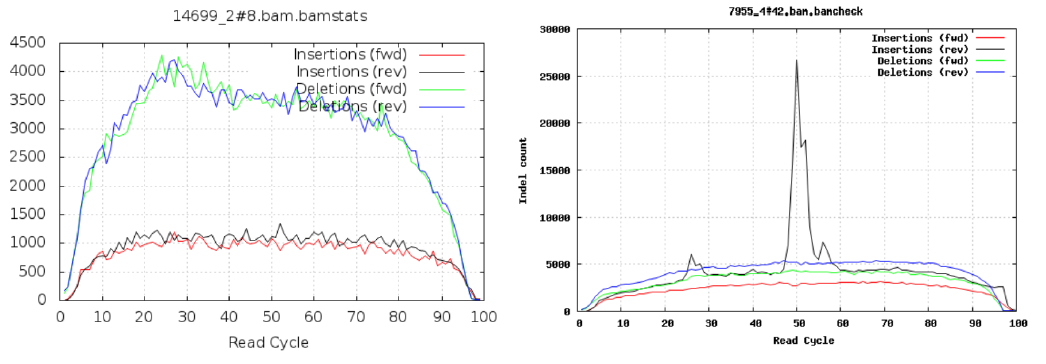 14699_2#8.bam.bamstats
4500
4000
3500
3000
2500
2000
1500
1000
500
0
Insertions (fwd)
Insertions (rev)
Deletions (fwd)
Deletions (rev)
0 10 20 30 40 50 60 70 80 90 100
Read Cycle
7955_4#42.bam.bamcheck
Indel count
30000
25000
20000
15000
10000
5000
0
Insertions (fwd)
Insertions (rev)
Deletions (fwd)
Deletions (rev)
0 10 20 30 40 50 60 70 80 90 100
Read Cycle